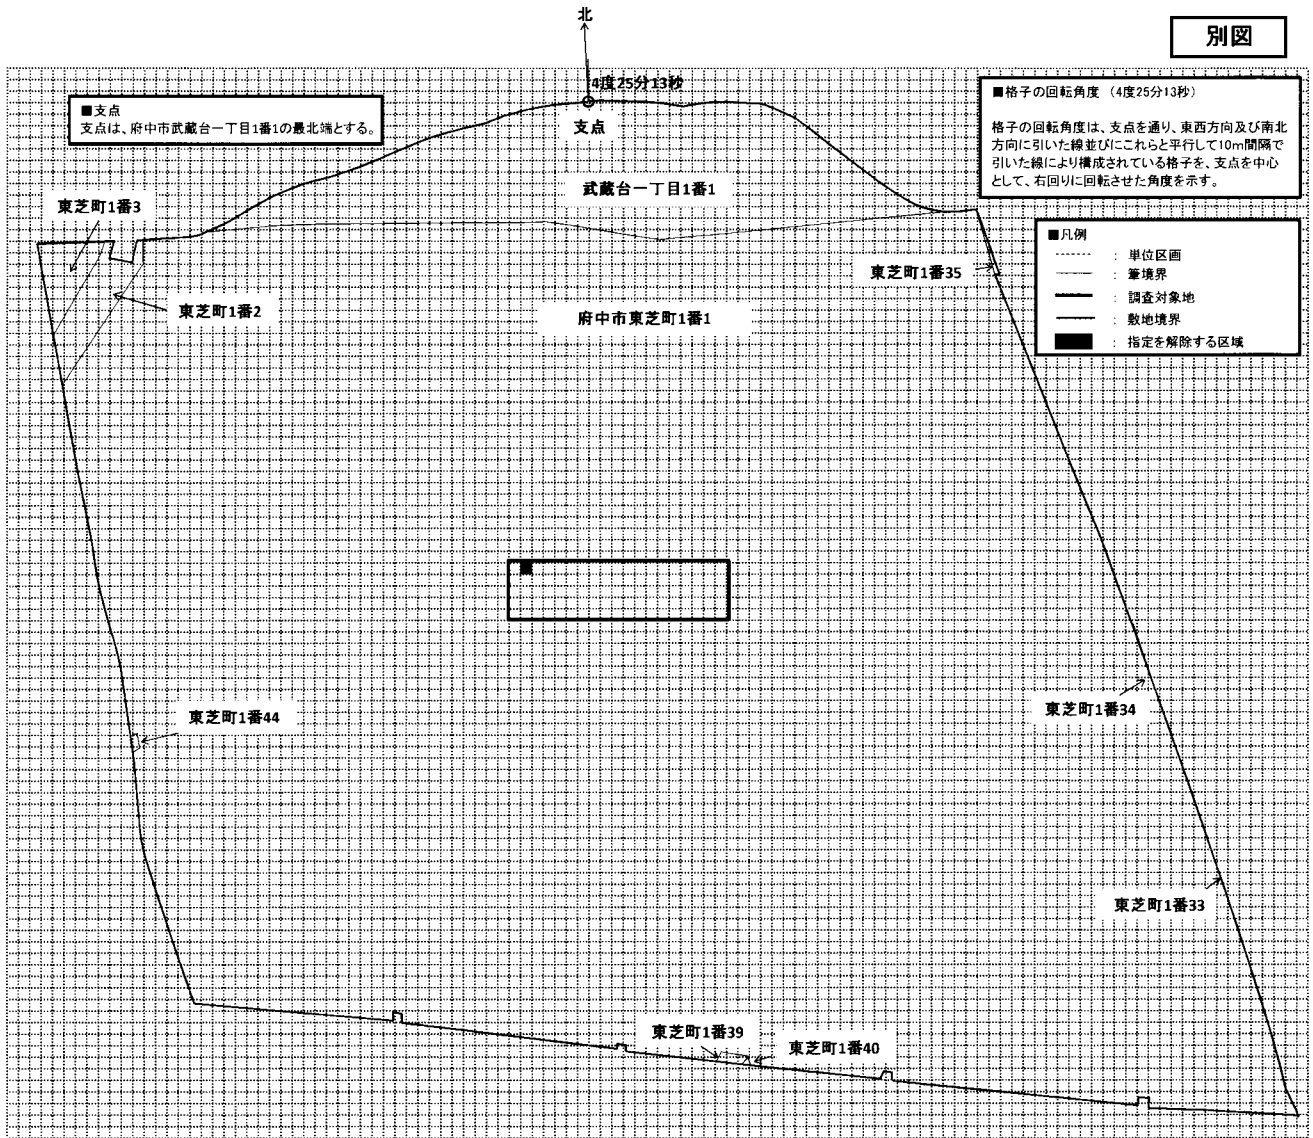 北
別図
4度25分13秒
支点
■支点
支点は、府中市武蔵台一丁目1番1の最北端とする。
■格子の回転角度 (4度25分13秒)
格子の回転角度は、支点を通り、東西方向及び南北
方向に引いた線並びにこれらと平行して10m間隔で
引いた線により構成されている格子を、支点を中心
として、右回りに回転させた角度を示す。
武蔵台一丁目1番1
東芝町1番3
■凡例
: 単位区画
: 筆境界
: 調査対象地
: 敷地境界
: 指定を解除する区域
東芝町1番35
東芝町1番2
府中市東芝町1番1
東芝町1番44
東芝町1番34
東芝町1番33
東芝町1番39
東芝町1番40